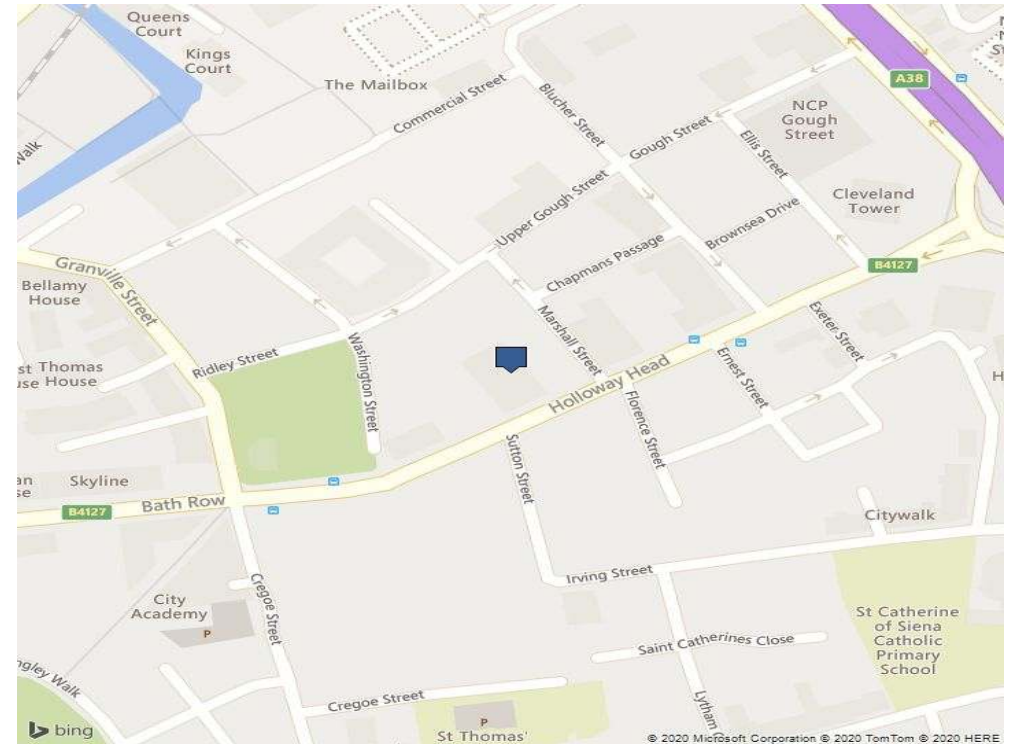 Queens
Court
Kings
Court
The Mailbox
Commercial Street
Blucher Street
Gough Street
Ellis Street
A38
NCP
Gough
Street
Cleveland
Tower
Upper Gough Street
Chapmans Passage
Brownsea Drive
B4127
Granville Street
Bellamy
House
Ridley Street
Washington Street
Marshall Street
Holloway Head
Exeter Street
Ernest Street
Florence Street
Sutton Street
st Thomas
use House
Skyline
B4127
Bath Row
Citywalk
Irving Street
City
Academy
P
Cregoe Street
Saint Catherines Close
St Catherine
of Siena
Catholic
Primary
School
Cregoe Street
Lytham
P
St Thomas'
bing
© 2020 Microsoft Corporation © 2020 TomTom © 2020 HERE